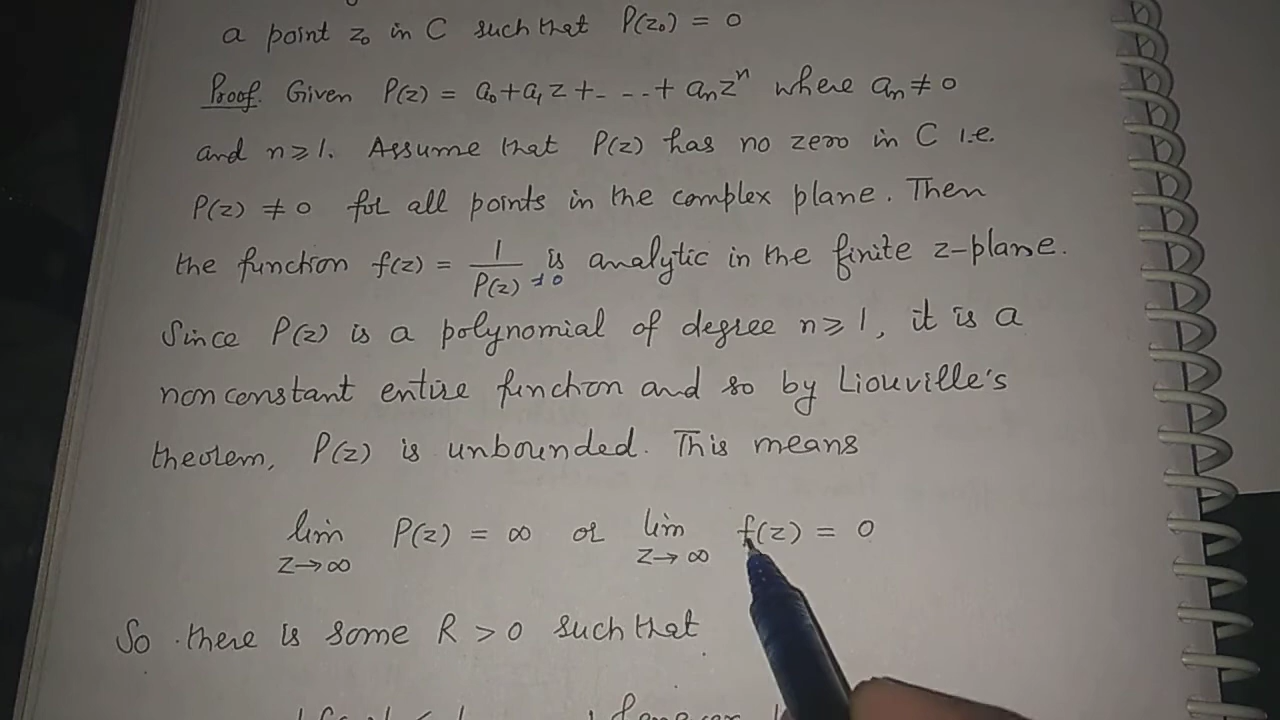 a point z₀ in C such that P(z₀) = 0
Proof. Given P(z) = a₀+a₁z+- - -+ aₙzⁿ where aₙ ≠ 0
and n≥1. Assume that P(z) has no zero in C i.e.
P(z) ≠ 0 for all points in the complex plane. Then
the function f(z) = 1/P(z) ≠0 is analytic in the finite z-plane.
Since P(z) is a polynomial of degree n≥1, it is a
nonconstant entire function and so by Liouville's
theorem, P(z) is unbounded. This means
lim z→∞ P(z) = ∞ or lim z→∞ f(z) = 0
So there is some R > 0 such that